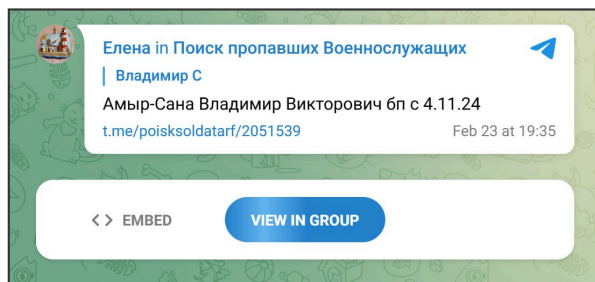 Елена in Поиск пропавших Военнослужащих
Владимир С
Амыр-Сана Владимир Викторович бп с 4.11.24
t.me/poisksoldatarf/2051539 Feb 23 at 19:35
<> EMBED VIEW IN GROUP